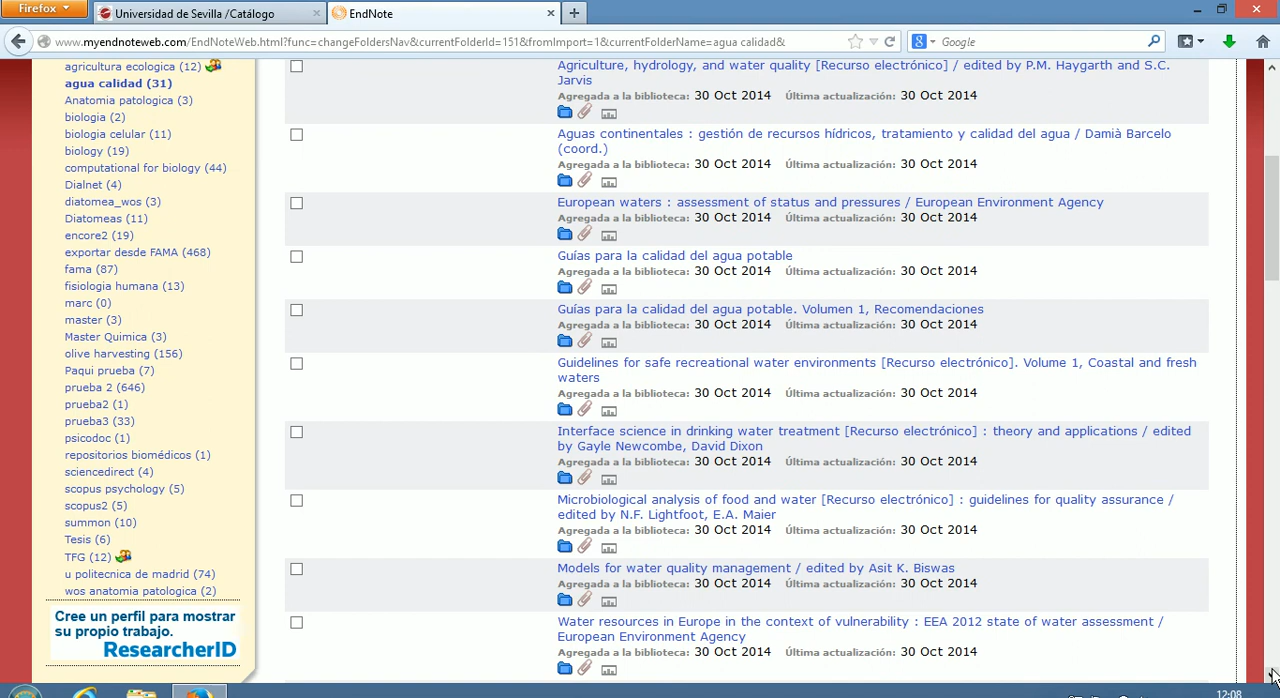 Firefox
Universidad de Sevilla /Catálogo
EndNote
www.myendnoteweb.com/EndNoteWeb.html?func=changeFoldersNav&currentFolderId=151&fromImport=1&currentFolderName=agua calidad&
Google
agricultura ecologica (12)
agua calidad (31)
Anatomia patologica (3)
biologia (2)
biologia celular (11)
biology (19)
computational for biology (44)
Dialnet (4)
diatomea_wos (3)
Diatomeas (11)
encore2 (19)
exportar desde FAMA (468)
fama (87)
fisiologia humana (13)
marc (0)
master (3)
Master Quimica (3)
olive harvesting (156)
Paqui prueba (7)
prueba 2 (646)
prueba2 (1)
prueba3 (33)
psicodoc (1)
repositorios biomédicos (1)
sciencedirect (4)
scopus psychology (5)
scopus2 (5)
summon (10)
Tesis (6)
TFG (12)
u politecnica de madrid (74)
wos anatomia patologica (2)
Cree un perfil para mostrar
su propio trabajo.
ResearcherID
Agriculture, hydrology, and water quality [Recurso electrónico] / edited by P.M. Haygarth and S.C.
Jarvis
Agregada a la biblioteca: 30 Oct 2014 Última actualización: 30 Oct 2014
Aguas continentales : gestión de recursos hídricos, tratamiento y calidad del agua / Damià Barcelo
(coord.)
Agregada a la biblioteca: 30 Oct 2014 Última actualización: 30 Oct 2014
European waters : assessment of status and pressures / European Environment Agency
Agregada a la biblioteca: 30 Oct 2014 Última actualización: 30 Oct 2014
Guías para la calidad del agua potable
Agregada a la biblioteca: 30 Oct 2014 Última actualización: 30 Oct 2014
Guías para la calidad del agua potable. Volumen 1, Recomendaciones
Agregada a la biblioteca: 30 Oct 2014 Última actualización: 30 Oct 2014
Guidelines for safe recreational water environments [Recurso electrónico]. Volume 1, Coastal and fresh
waters
Agregada a la biblioteca: 30 Oct 2014 Última actualización: 30 Oct 2014
Interface science in drinking water treatment [Recurso electrónico] : theory and applications / edited
by Gayle Newcombe, David Dixon
Agregada a la biblioteca: 30 Oct 2014 Última actualización: 30 Oct 2014
Microbiological analysis of food and water [Recurso electrónico] : guidelines for quality assurance /
edited by N.F. Lightfoot, E.A. Maier
Agregada a la biblioteca: 30 Oct 2014 Última actualización: 30 Oct 2014
Models for water quality management / edited by Asit K. Biswas
Agregada a la biblioteca: 30 Oct 2014 Última actualización: 30 Oct 2014
Water resources in Europe in the context of vulnerability : EEA 2012 state of water assessment /
European Environment Agency
Agregada a la biblioteca: 30 Oct 2014 Última actualización: 30 Oct 2014
12:08